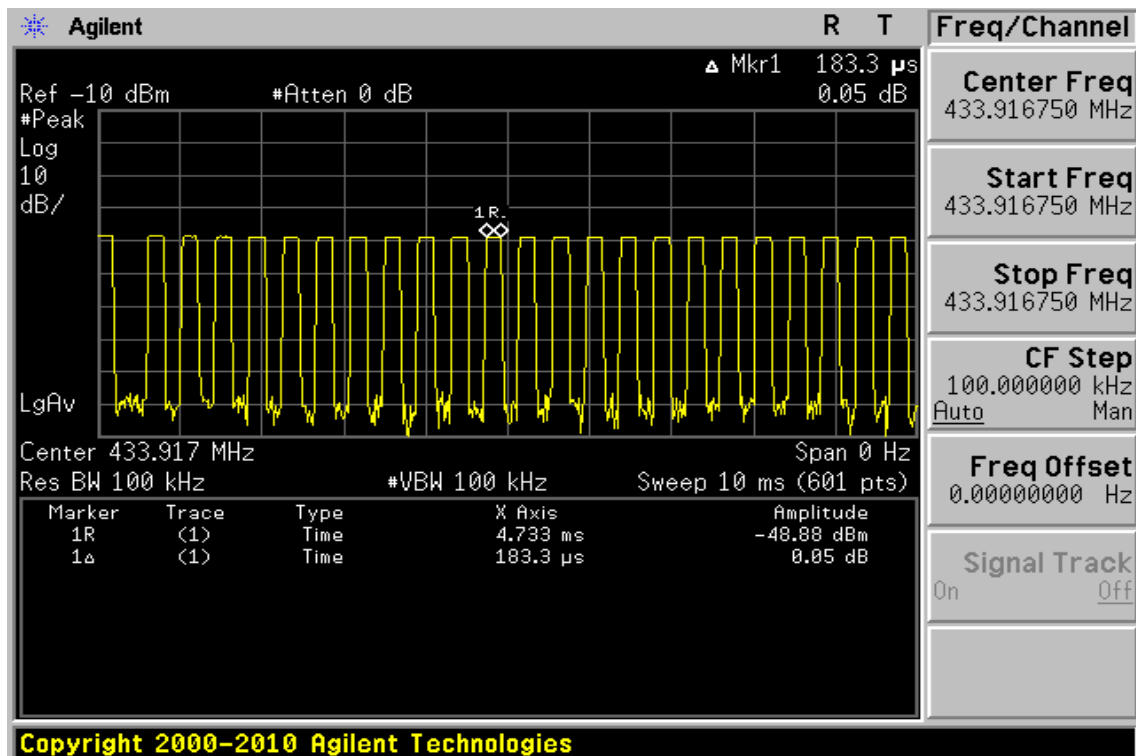 Agilent R T Freq/Channel
Δ Mkr1 183.3 µs
Ref -10 dBm #Atten 0 dB 0.05 dB
#Peak
Log
10
dB/
1R
LgAv
Center 433.917 MHz Span 0 Hz
Res BW 100 kHz #VBW 100 kHz Sweep 10 ms (601 pts)
Marker Trace Type X Axis Amplitude
1R (1) Time 4.733 ms -48.88 dBm
1Δ (1) Time 183.3 µs 0.05 dB
Center Freq
433.916750 MHz
Start Freq
433.916750 MHz
Stop Freq
433.916750 MHz
CF Step
100.000000 kHz
Auto Man
Freq Offset
0.00000000 Hz
Signal Track
On Off
Copyright 2000-2010 Agilent Technologies